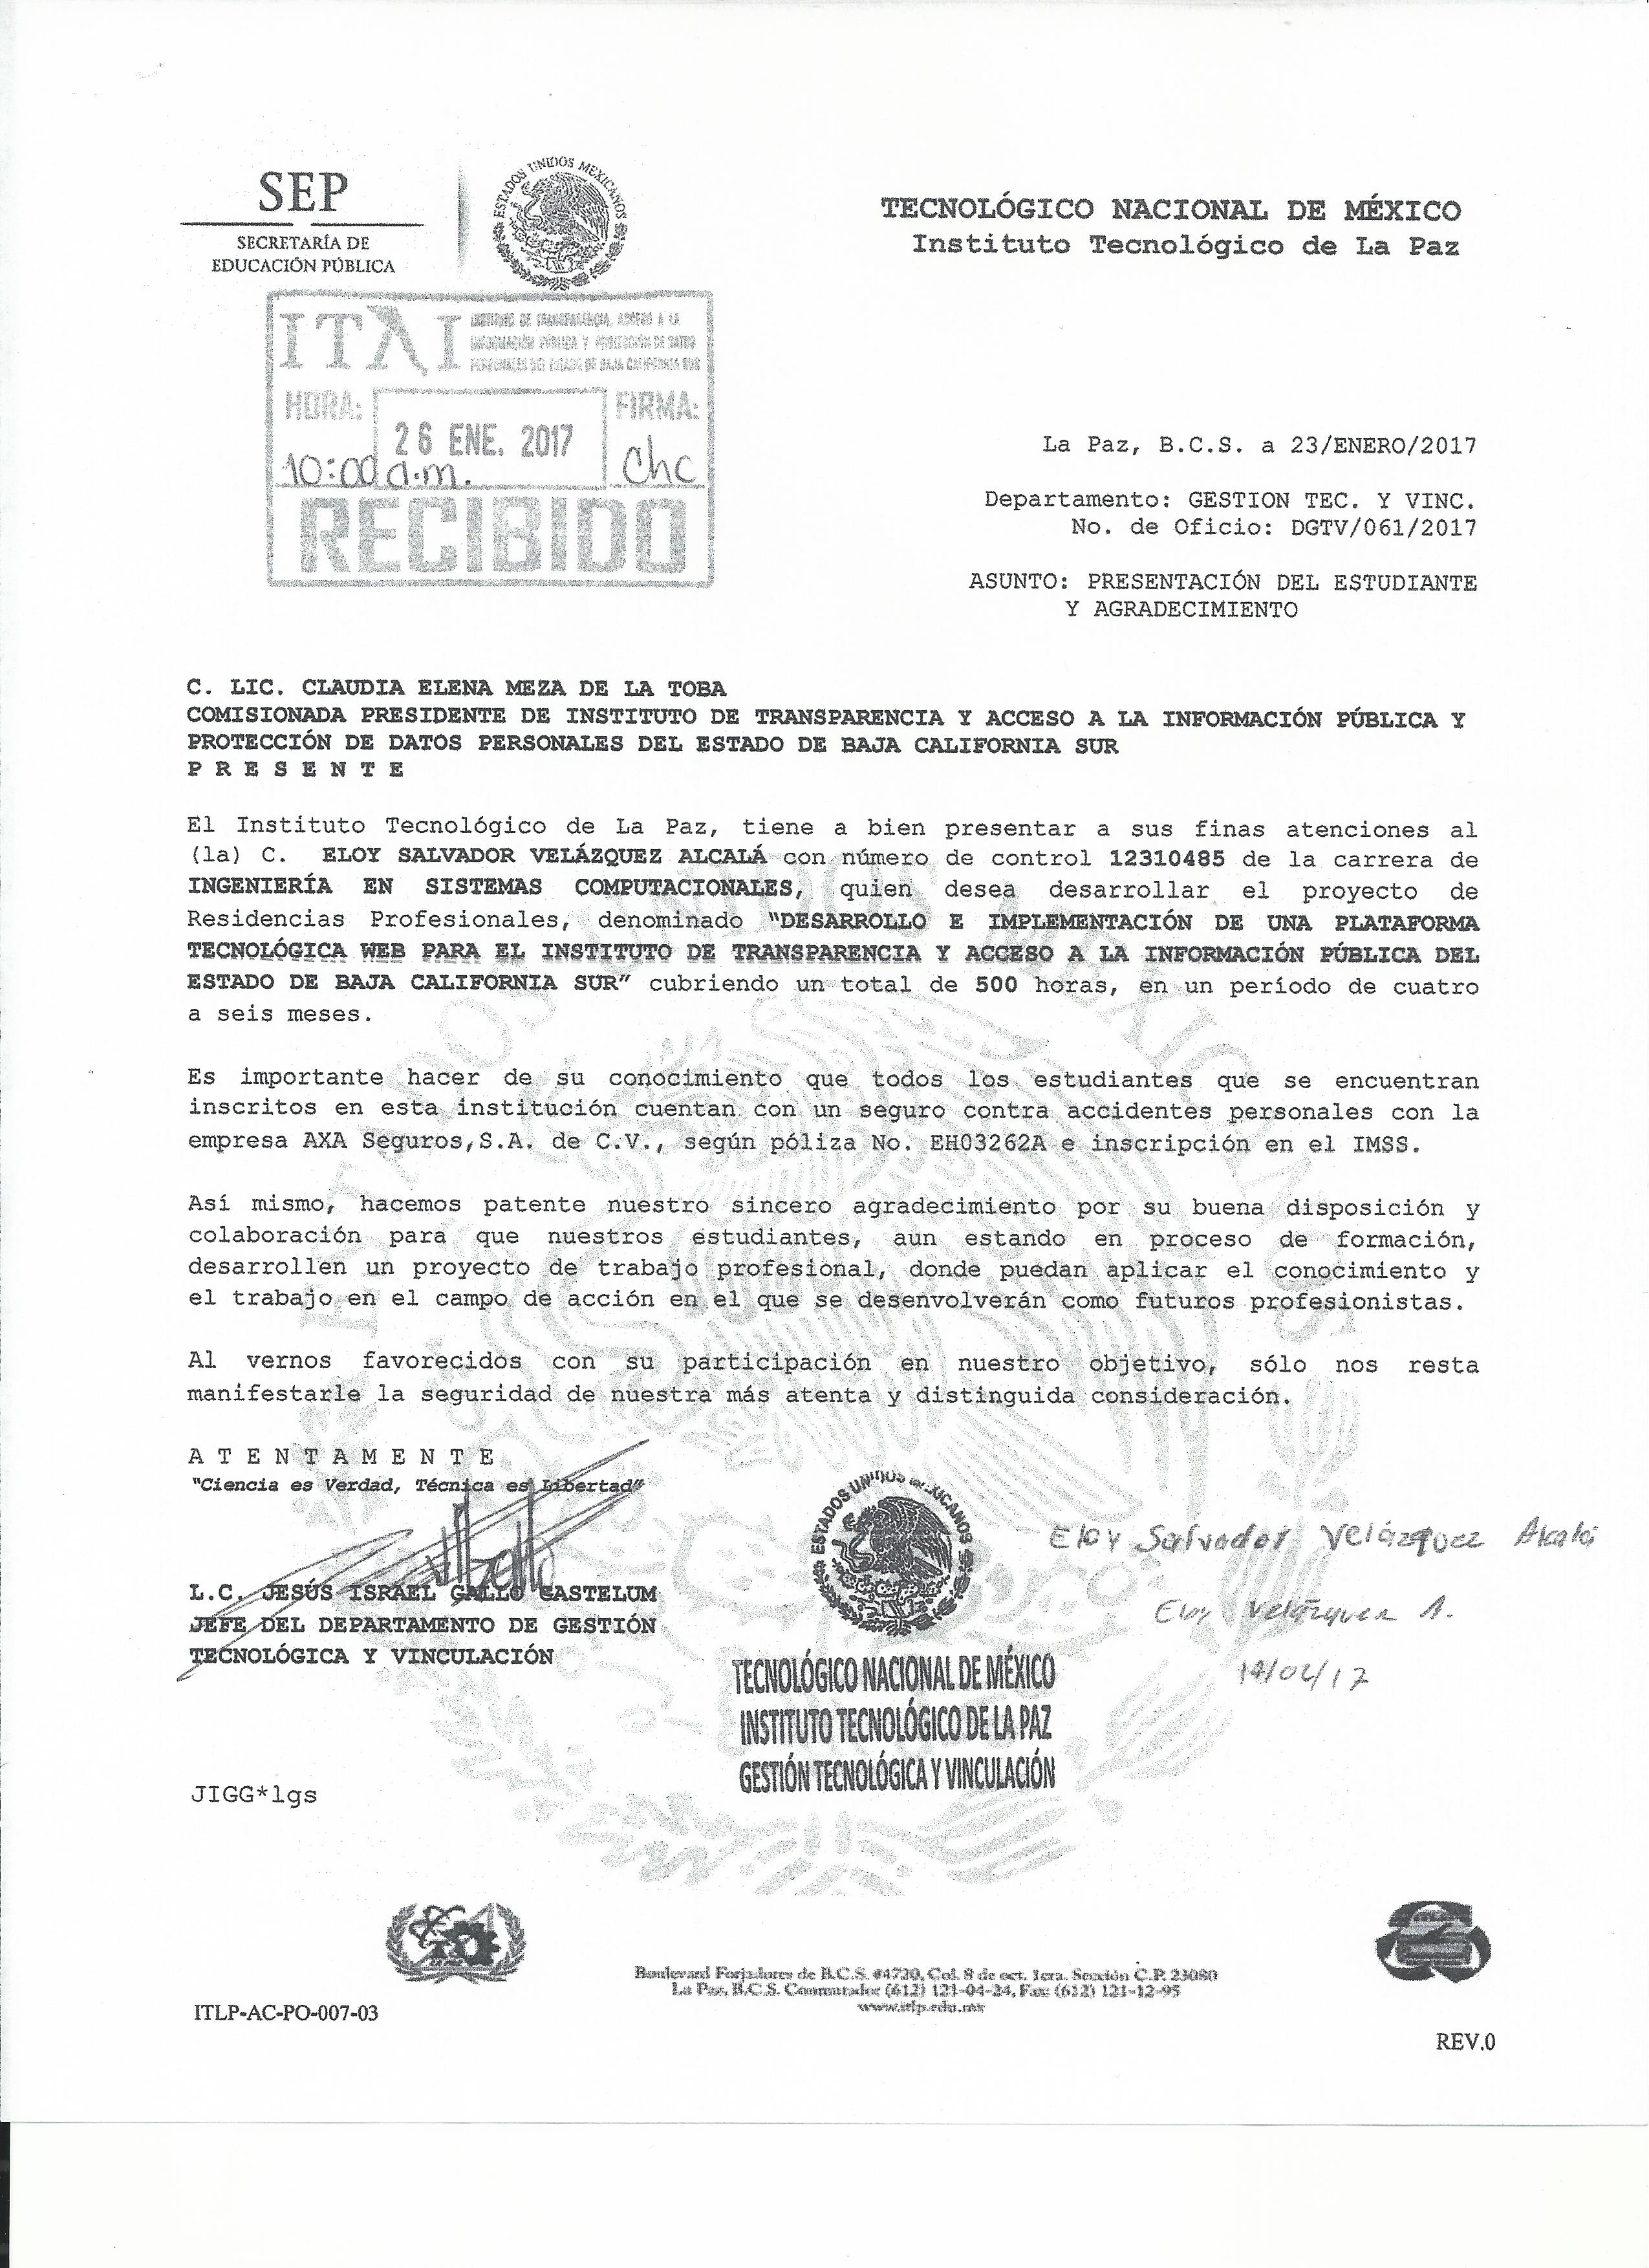 SEP
SECRETARÍA DE
EDUCACIÓN PÚBLICA
ESTADOS UNIDOS MEXICANOS
TECNOLÓGICO NACIONAL DE MÉXICO
Instituto Tecnológico de La Paz
ITAI
INSTITUTO DE TRANSPARENCIA, ACCESO A LA
INFORMACIÓN PÚBLICA Y PROTECCIÓN DE DATOS
PERSONALES DEL ESTADO DE BAJA CALIFORNIA SUR
HORA: FIRMA:
26 ENE. 2017
10:00 a.m. Chc
RECIBIDO
La Paz, B.C.S. a 23/ENERO/2017
Departamento: GESTION TEC. Y VINC.
No. de Oficio: DGTV/061/2017
ASUNTO: PRESENTACIÓN DEL ESTUDIANTE
Y AGRADECIMIENTO
C. LIC. CLAUDIA ELENA MEZA DE LA TOBA
COMISIONADA PRESIDENTE DE INSTITUTO DE TRANSPARENCIA Y ACCESO A LA INFORMACIÓN PÚBLICA Y
PROTECCIÓN DE DATOS PERSONALES DEL ESTADO DE BAJA CALIFORNIA SUR
P R E S E N T E
El Instituto Tecnológico de La Paz, tiene a bien presentar a sus finas atenciones al
(la) C. ELOY SALVADOR VELÁZQUEZ ALCALÁ con número de control 12310485 de la carrera de
INGENIERÍA EN SISTEMAS COMPUTACIONALES, quien desea desarrollar el proyecto de
Residencias Profesionales, denominado "DESARROLLO E IMPLEMENTACIÓN DE UNA PLATAFORMA
TECNOLÓGICA WEB PARA EL INSTITUTO DE TRANSPARENCIA Y ACCESO A LA INFORMACIÓN PÚBLICA DEL
ESTADO DE BAJA CALIFORNIA SUR" cubriendo un total de 500 horas, en un período de cuatro
a seis meses.
Es importante hacer de su conocimiento que todos los estudiantes que se encuentran
inscritos en esta institución cuentan con un seguro contra accidentes personales con la
empresa AXA Seguros,S.A. de C.V., según póliza No. EH03262A e inscripción en el IMSS.
Así mismo, hacemos patente nuestro sincero agradecimiento por su buena disposición y
colaboración para que nuestros estudiantes, aun estando en proceso de formación,
desarrollen un proyecto de trabajo profesional, donde puedan aplicar el conocimiento y
el trabajo en el campo de acción en el que se desenvolverán como futuros profesionistas.
Al vernos favorecidos con su participación en nuestro objetivo, sólo nos resta
manifestarle la seguridad de nuestra más atenta y distinguida consideración.
A T E N T A M E N T E
"Ciencia es Verdad, Técnica es Libertad"
L.C. JESÚS ISRAEL GALLO CASTELUM
JEFE DEL DEPARTAMENTO DE GESTIÓN
TECNOLÓGICA Y VINCULACIÓN
ESTADOS UNIDOS MEXICANOS
TECNOLÓGICO NACIONAL DE MÉXICO
INSTITUTO TECNOLÓGICO DE LA PAZ
GESTIÓN TECNOLÓGICA Y VINCULACIÓN
Eloy Salvador Velázquez Alcalá
Eloy Velázquez A.
JIGG*lgs
Boulevard Forjadores de B.C.S. #4720, Col. 8 de oct. 1era. Sección C.P. 23080
La Paz, B.C.S. Conmutador (612) 121-04-24, Fax: (612) 121-12-95
www.itlp.edu.mx
ITLP-AC-PO-007-03
REV.0